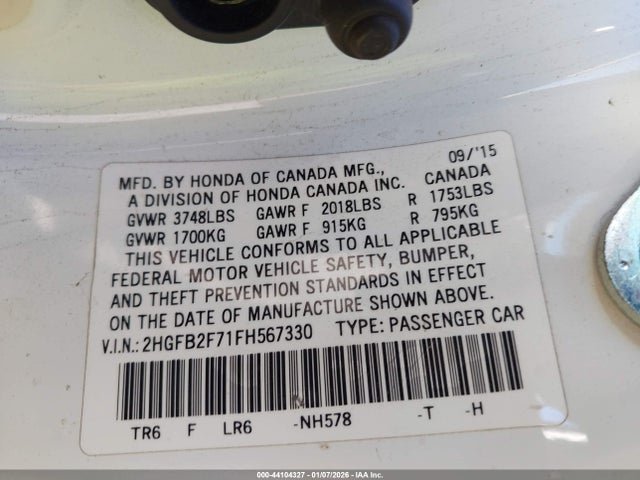 MFD. BY HONDA OF CANADA MFG., 09/'15
A DIVISION OF HONDA CANADA INC. CANADA
GVWR 3748LBS GAWR F 2018LBS R 1753LBS
GVWR 1700KG GAWR F 915KG R 795KG
THIS VEHICLE CONFORMS TO ALL APPLICABLE
FEDERAL MOTOR VEHICLE SAFETY, BUMPER,
AND THEFT PREVENTION STANDARDS IN EFFECT
ON THE DATE OF MANUFACTURE SHOWN ABOVE.
V.I.N.: 2HGFB2F71FH567330 TYPE: PASSENGER CAR
TR6 F LR6 -NH578 -T -H
000-44104327 - 01/07/2026 - IAA Inc.